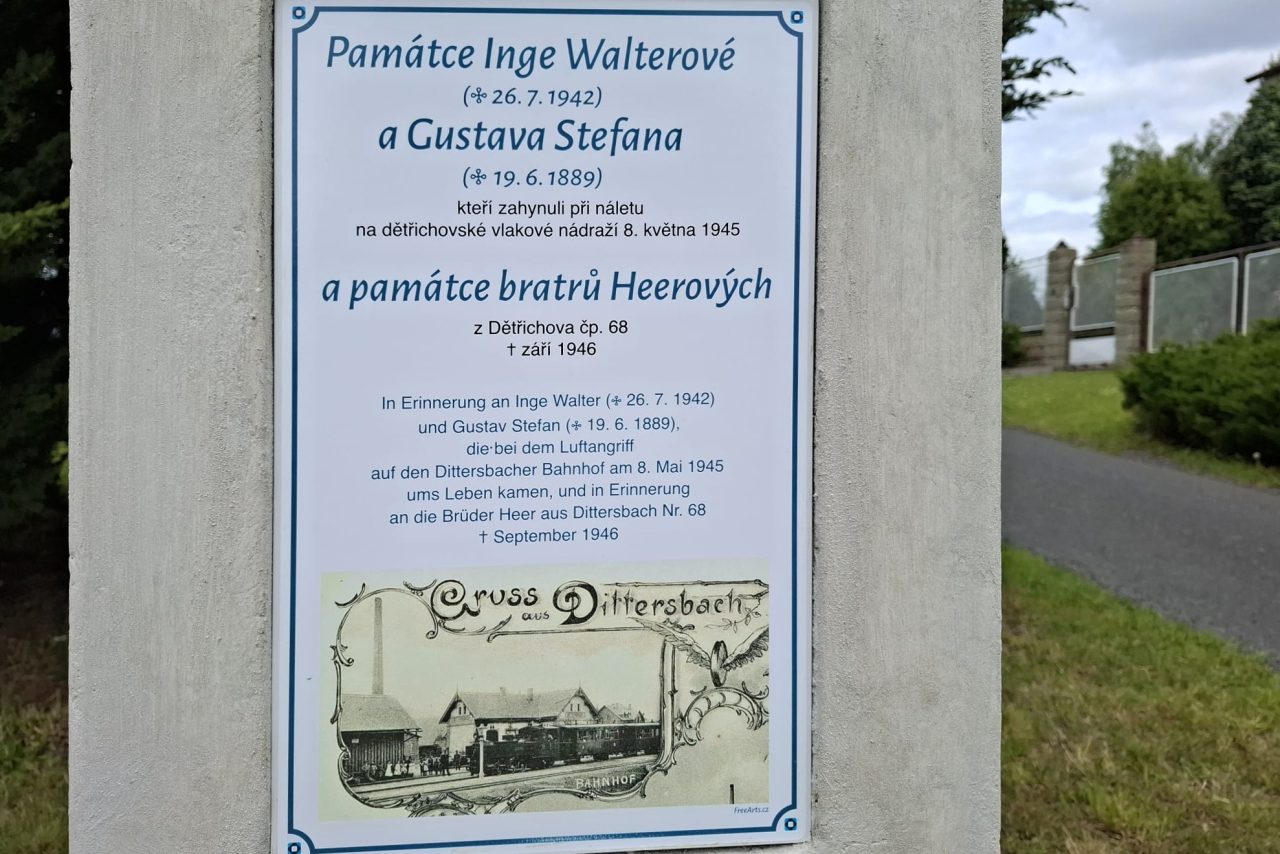 Památce Inge Walterové
(✣ 26. 7. 1942)
a Gustava Stefana
(✣ 19. 6. 1889)
kteří zahynuli při náletu
na dětřichovské vlakové nádraží 8. května 1945
a památce bratrů Heerových
z Dětřichova čp. 68
† září 1946
In Erinnerung an Inge Walter (✣ 26. 7. 1942)
und Gustav Stefan (✣ 19. 6. 1889),
die bei dem Luftangriff
auf den Dittersbacher Bahnhof am 8. Mai 1945
ums Leben kamen, und in Erinnerung
an die Brüder Heer aus Dittersbach Nr. 68
† September 1946
Gruss aus Dittersbach
BAHNHOF
FreeArts.cz